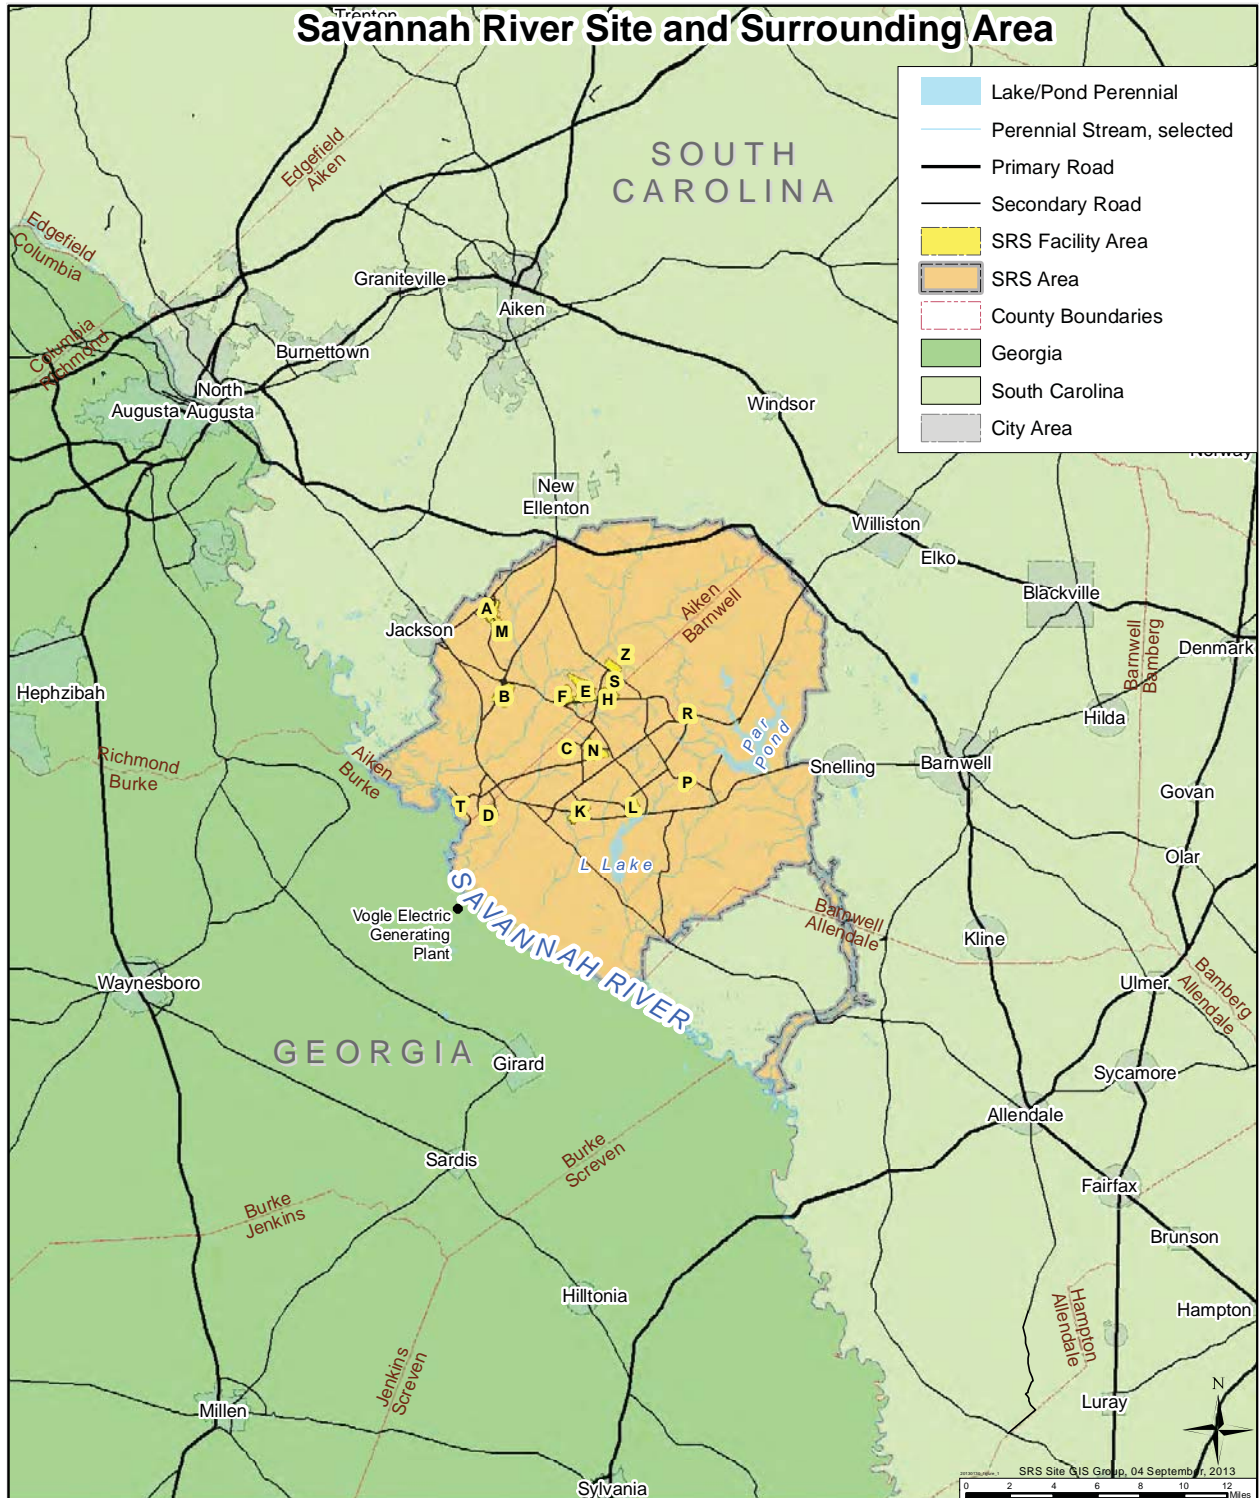 Trenton
Savannah River Site and Surrounding Area
Lake/Pond Perennial
Perennial Stream, selected
Primary Road
Secondary Road
SRS Facility Area
SRS Area
County Boundaries
Georgia
South Carolina
City Area
SOUTH
CAROLINA
Edgefield
Aiken
Edgefield
Columbia
Graniteville
Aiken
Columbia
Richmond
Burnettown
North
Augusta
Augusta
Windsor
Norway
New
Ellenton
Williston
Elko
Blackville
Denmark
Aiken
Barnwell
Barnwell
Bamberg
A
M
Jackson
Z
S
B
F
E
H
R
Hephzibah
Hilda
Par
Pond
C
N
Richmond
Burke
Aiken
Burke
Snelling
Barnwell
P
Govan
T
D
K
L
L Lake
Olar
SAVANNAH RIVER
Vogle Electric
Generating
Plant
Barnwell
Allendale
Kline
Waynesboro
Ulmer
Bamberg
Allendale
GEORGIA
Girard
Sycamore
Allendale
Sardis
Burke
Screven
Fairfax
Burke
Jenkins
Brunson
Hilltonia
Hampton
Hampton
Allendale
Jenkins
Screven
Millen
Luray
N
Sylvania
SRS Site GIS Group, 04 September, 2013
0 2 4 6 8 10 12
Miles